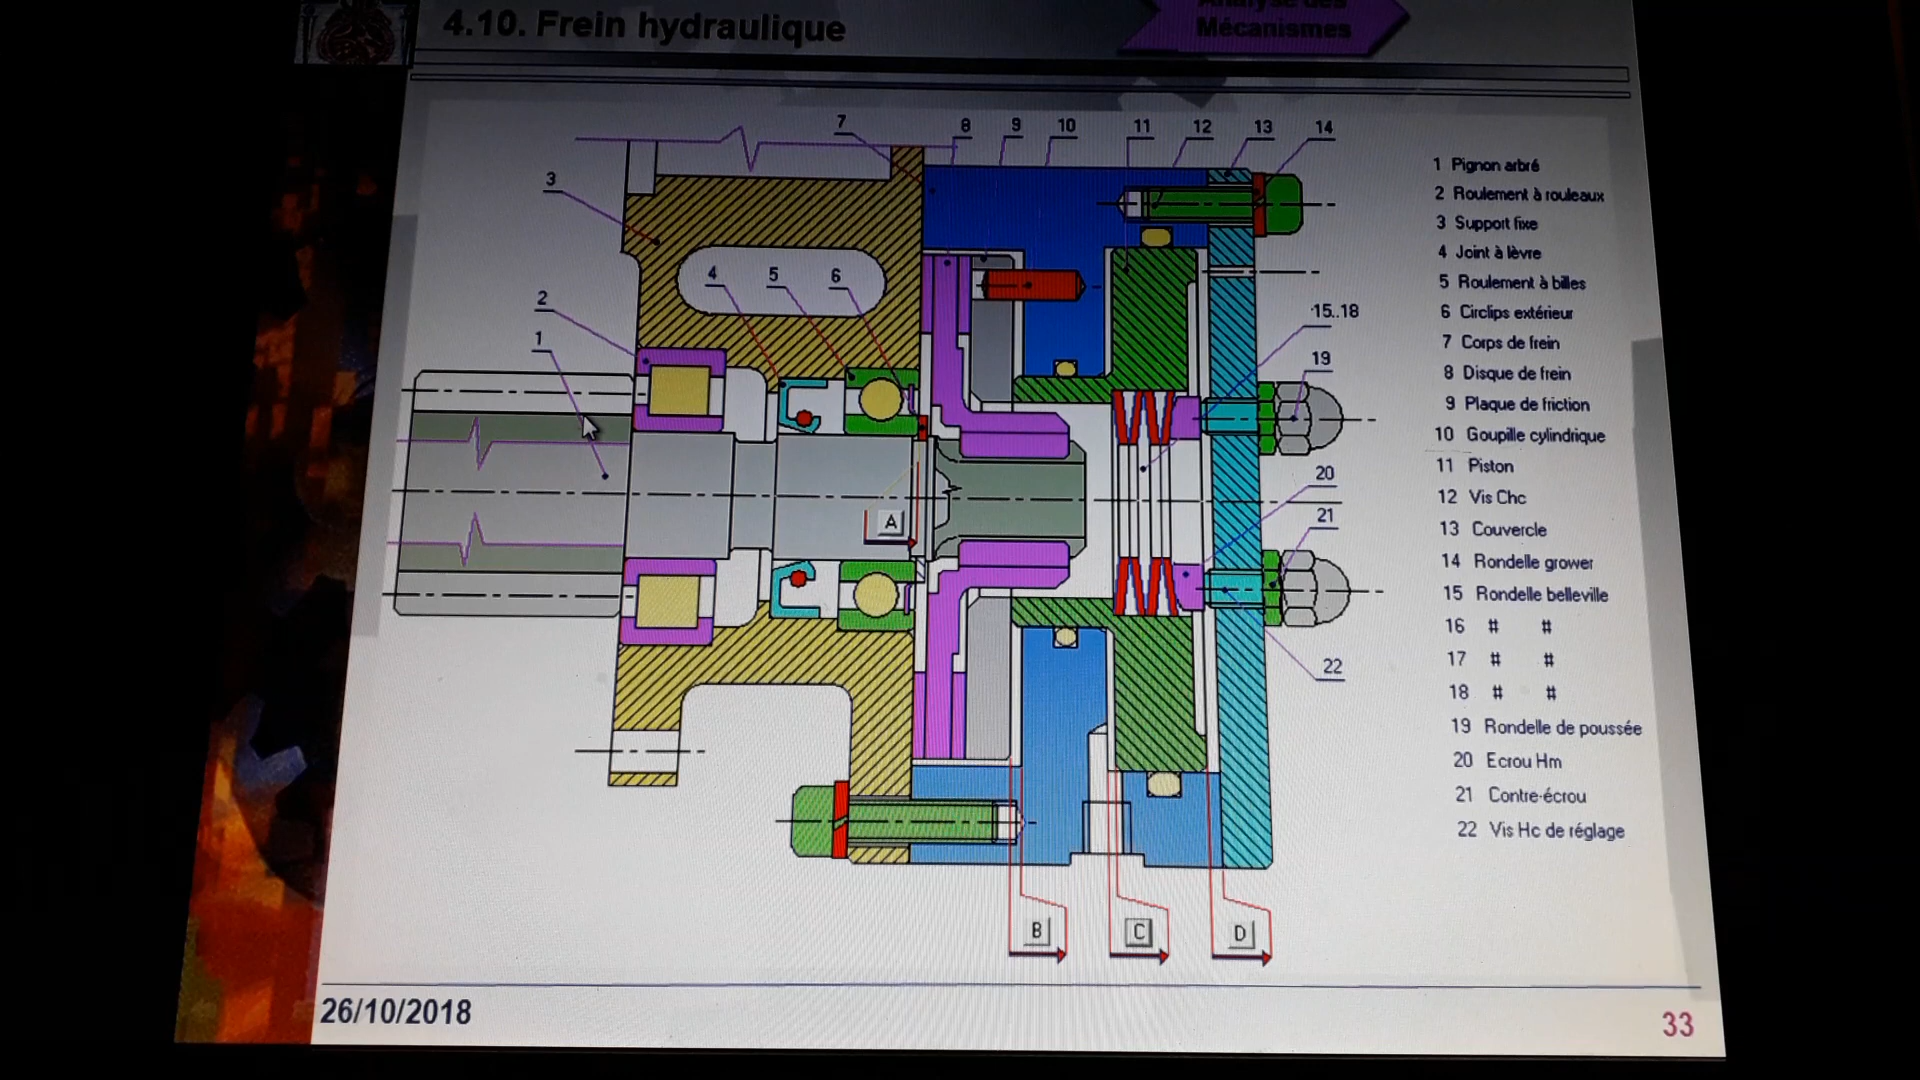 4.10. Frein hydraulique
Analyse des
Mécanismes
7
8
9
10
11
12
13
14
3
4
5
6
2
1
15..18
19
20
21
22
A
B
C
D
1 Pignon arbré
2 Roulement à rouleaux
3 Support fixe
4 Joint à lèvre
5 Roulement à billes
6 Circlips extérieur
7 Corps de frein
8 Disque de frein
9 Plaque de friction
10 Goupille cylindrique
11 Piston
12 Vis Chc
13 Couvercle
14 Rondelle grower
15 Rondelle belleville
16 # #
17 # #
18 # #
19 Rondelle de poussée
20 Ecrou Hm
21 Contre-écrou
22 Vis Hc de réglage
26/10/2018
33